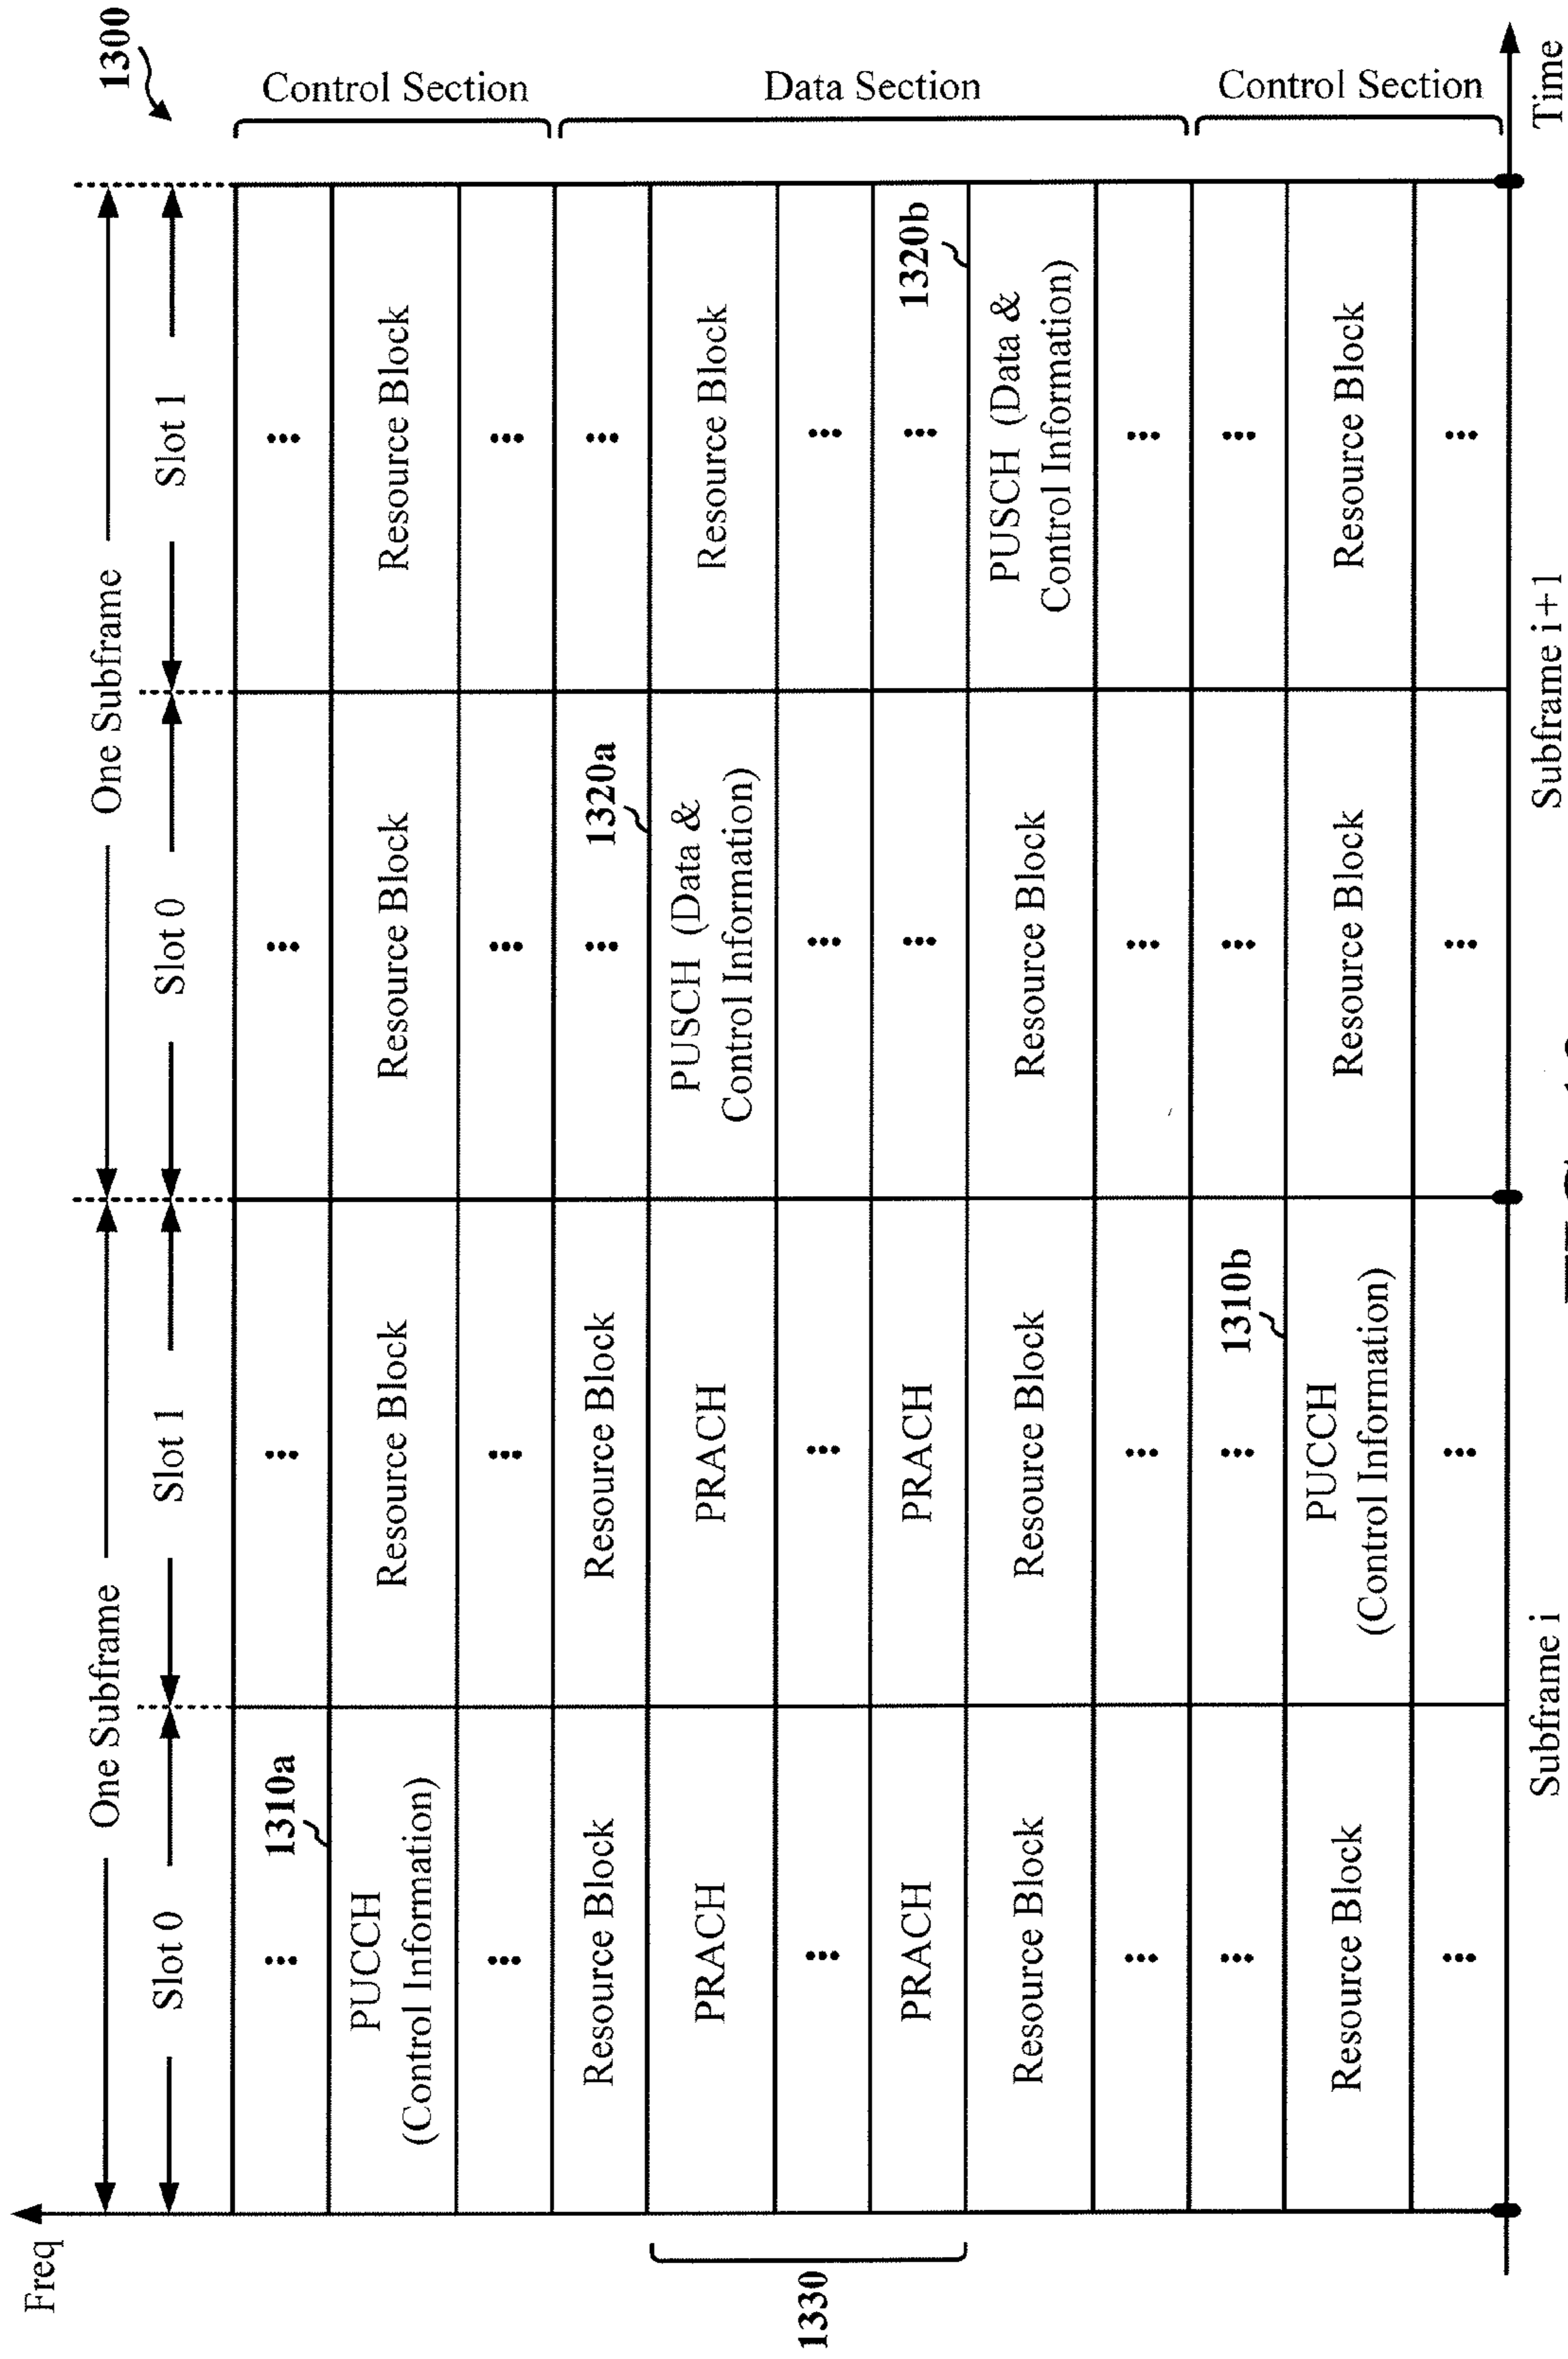 1300
Freq
One Subframe
One Subframe
Slot 0
Slot 1
Slot 0
Slot 1
⋮
⋮
⋮
⋮
Control Section
1310a
PUCCH
(Control Information)
Resource Block
Resource Block
Resource Block
⋮
⋮
⋮
⋮
Resource Block
Resource Block
⋮
⋮
Data Section
1320a
PRACH
PRACH
PUSCH (Data &
Control Information)
Resource Block
1330
⋮
⋮
⋮
⋮
PRACH
PRACH
⋮
⋮
1320b
Resource Block
Resource Block
Resource Block
PUSCH (Data &
Control Information)
⋮
⋮
⋮
⋮
⋮
⋮
⋮
⋮
Control Section
1310b
Resource Block
PUCCH
(Control Information)
Resource Block
Resource Block
⋮
⋮
⋮
⋮
Time
Subframe i
Subframe i+1